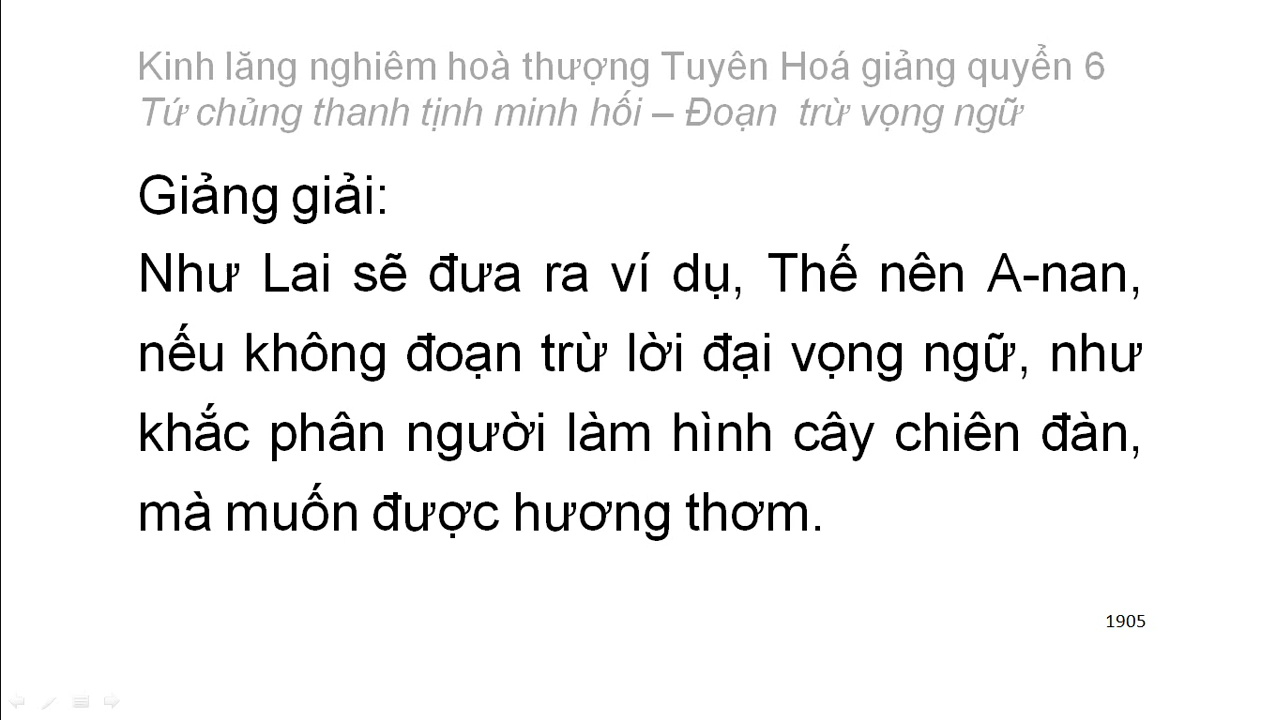 Kinh lăng nghiêm hoà thượng Tuyên Hoá giảng quyển 6
Tứ chủng thanh tịnh minh hối – Đoạn trừ vọng ngữ
Giảng giải:
Như Lai sẽ đưa ra ví dụ, Thế nên A-nan,
nếu không đoạn trừ lời đại vọng ngữ, như
khắc phân người làm hình cây chiên đàn,
mà muốn được hương thơm.
1905